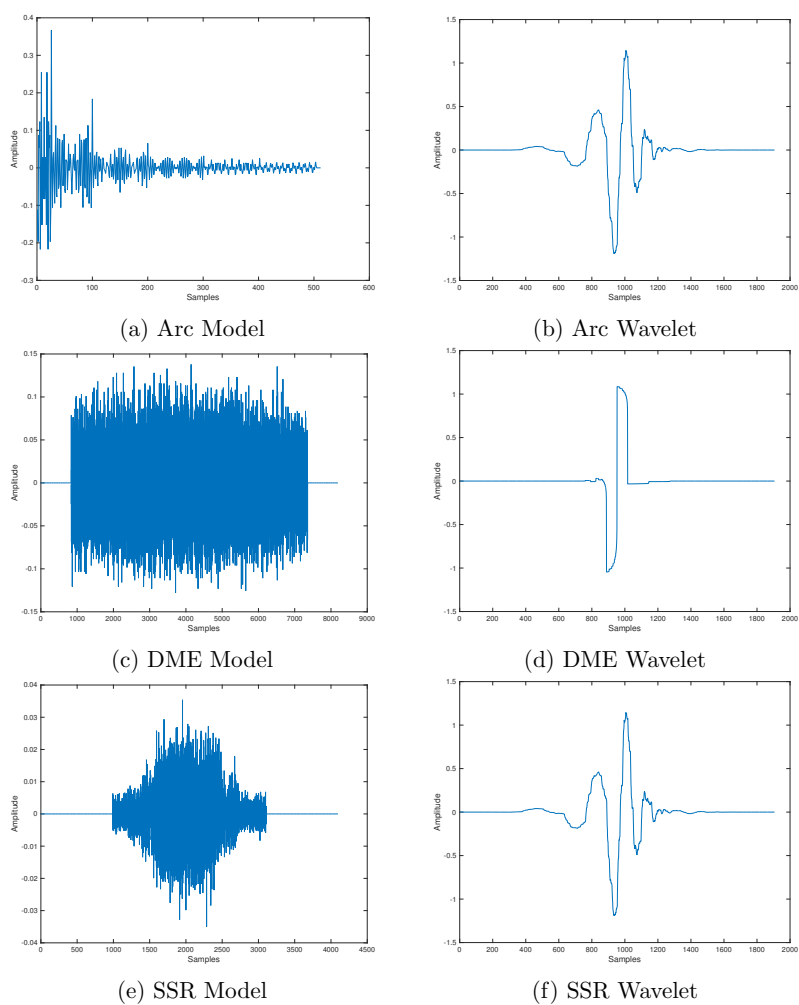 0.4
0.3
0.2
0.1
0
-0.1
-0.2
-0.3
Amplitude
0 100 200 300 400 500 600
Samples
(a) Arc Model
1.5
1
0.5
0
-0.5
-1
-1.5
Amplitude
0 200 400 600 800 1000 1200 1400 1600 1800 2000
Samples
(b) Arc Wavelet
0.15
0.1
0.05
0
-0.05
-0.1
-0.15
Amplitude
0 1000 2000 3000 4000 5000 6000 7000 8000 9000
Samples
(c) DME Model
1.5
1
0.5
0
-0.5
-1
-1.5
Amplitude
0 200 400 600 800 1000 1200 1400 1600 1800 2000
Samples
(d) DME Wavelet
0.04
0.03
0.02
0.01
0
-0.01
-0.02
-0.03
-0.04
Amplitude
0 500 1000 1500 2000 2500 3000 3500 4000 4500
Samples
(e) SSR Model
1.5
1
0.5
0
-0.5
-1
-1.5
Amplitude
0 200 400 600 800 1000 1200 1400 1600 1800 2000
Samples
(f) SSR Wavelet